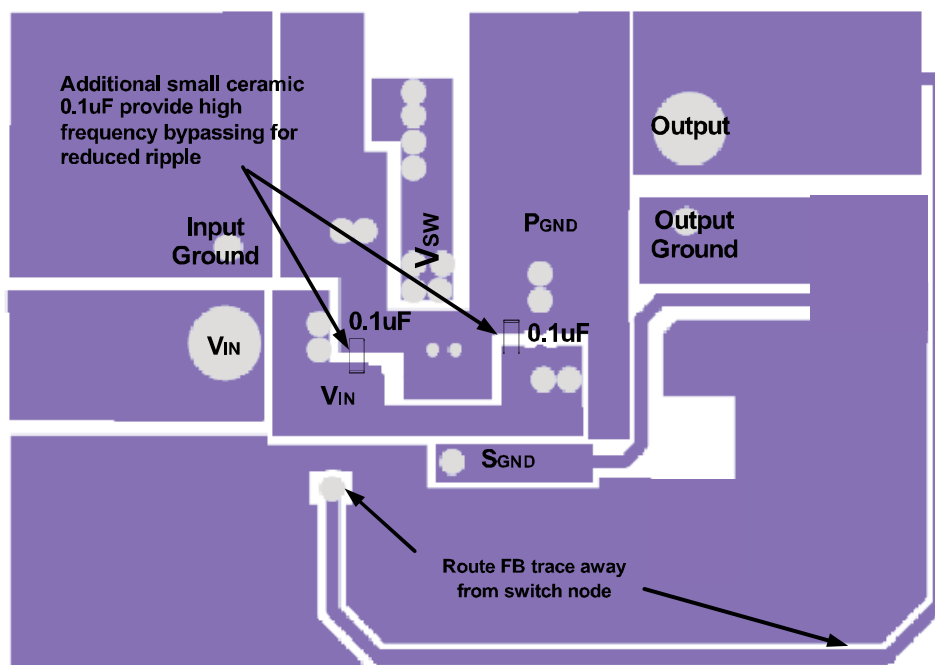 Additional small ceramic
0.1uF provide high
frequency bypassing for
reduced ripple
Output
Input
Ground
VSW
PGND
Output
Ground
0.1uF
0.1uF
VIN
VIN
SGND
Route FB trace away
from switch node